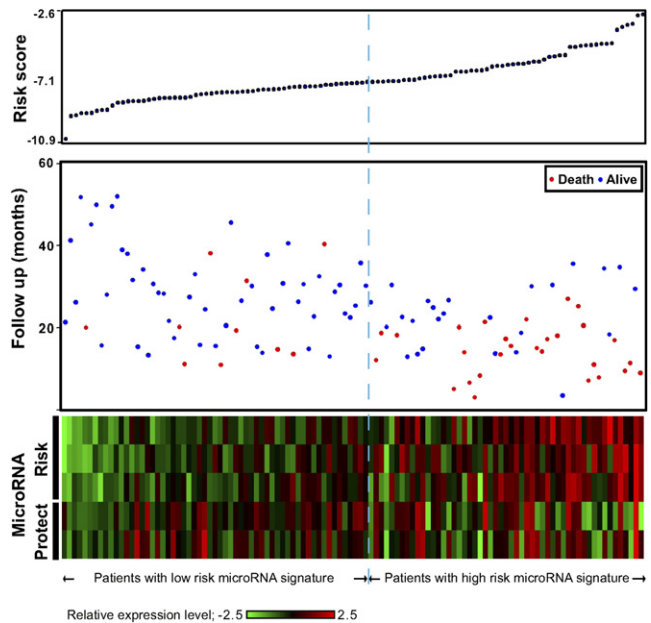 Risk score
-2.6
-7.1
-10.9
Follow up (months)
60
40
20
Death Alive
MicroRNA
Risk
Protect
Patients with low risk microRNA signature
Patients with high risk microRNA signature
Relative expression level; -2.5 2.5